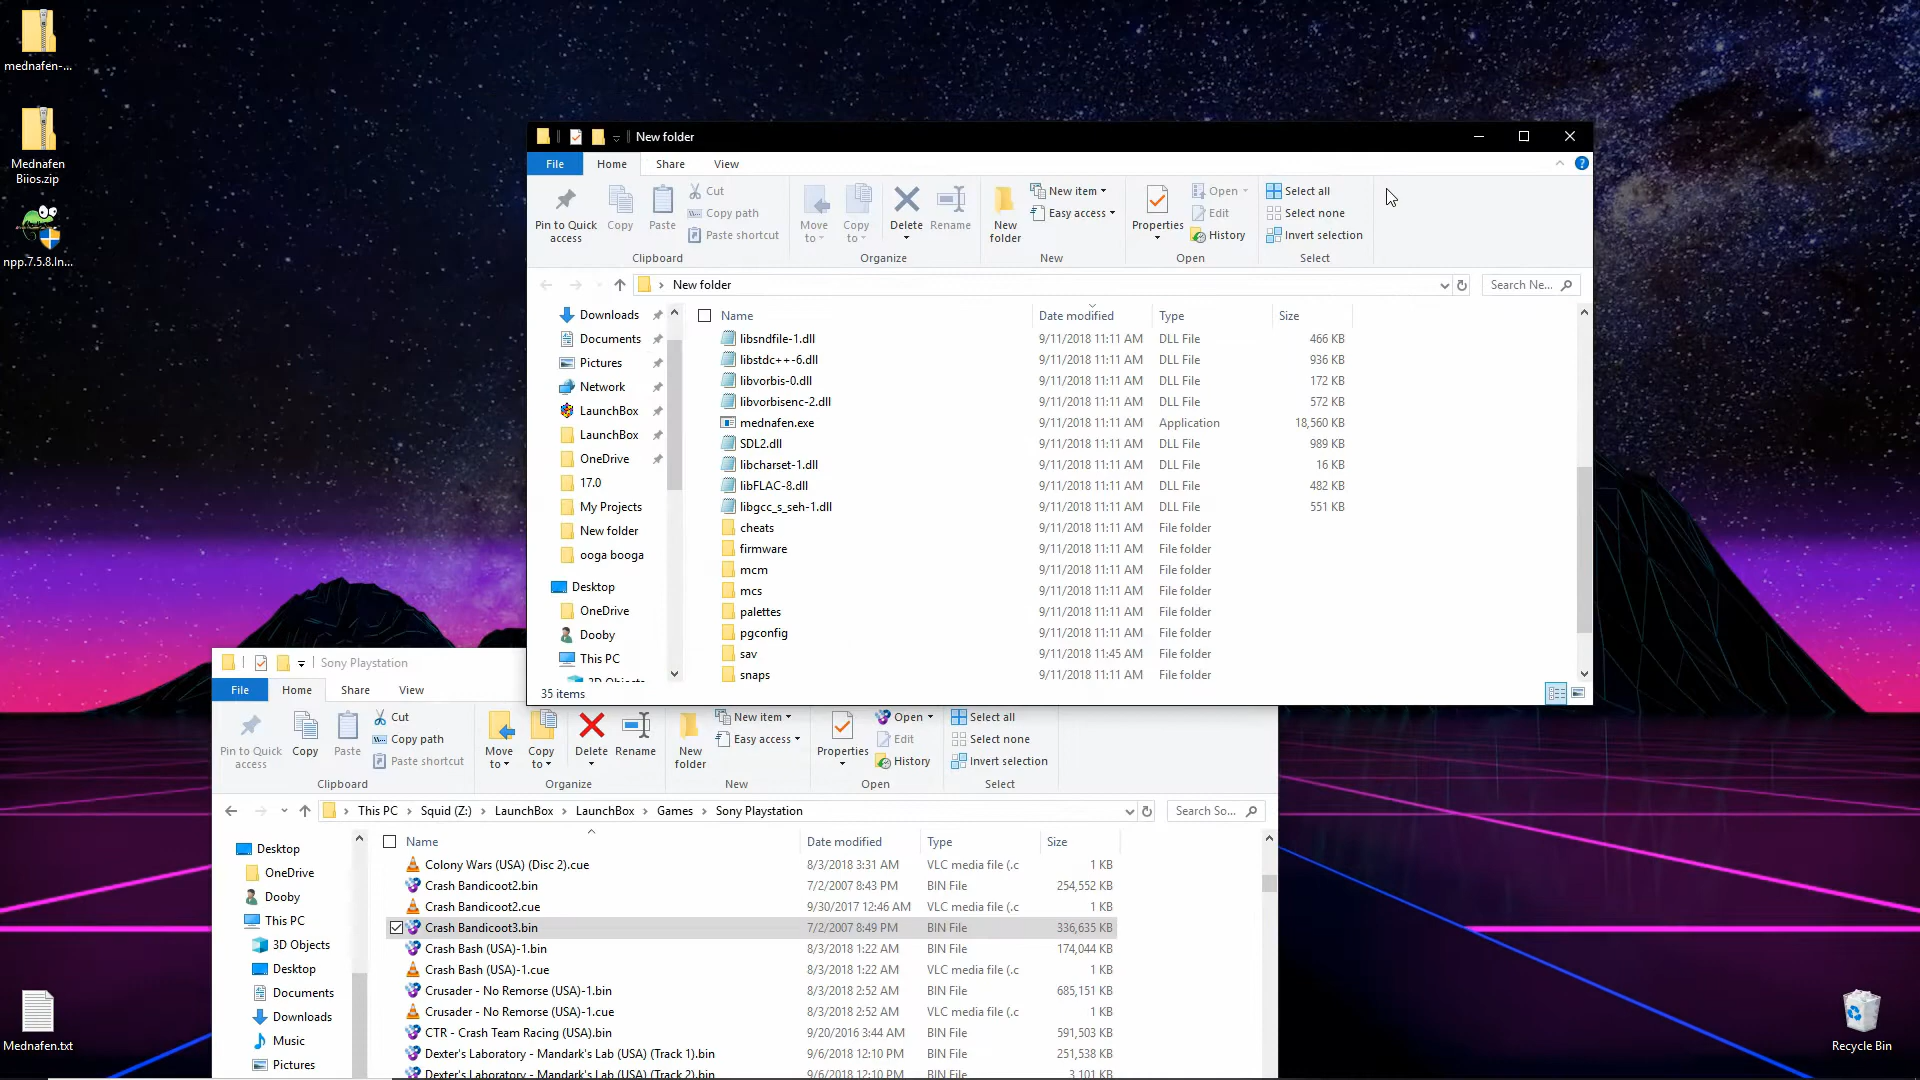 mednafen-...
Mednafen
Biios.zip
npp.7.5.8.In...
Mednafen.txt
Recycle Bin
New folder
File Home Share View
Pin to Quick
access
Copy
Paste
Cut
Copy path
Paste shortcut
Clipboard
Move
to
Copy
to
Delete
Rename
Organize
New
folder
New item
Easy access
New
Properties
Open
Edit
History
Open
Select all
Select none
Invert selection
Select
New folder
Search Ne...
Downloads
Documents
Pictures
Network
LaunchBox
LaunchBox
OneDrive
17.0
My Projects
New folder
ooga booga
Desktop
OneDrive
Dooby
This PC
3D Objects
Name Date modified Type Size
libsndfile-1.dll 9/11/2018 11:11 AM DLL File 466 KB
libstdc++-6.dll 9/11/2018 11:11 AM DLL File 936 KB
libvorbis-0.dll 9/11/2018 11:11 AM DLL File 172 KB
libvorbisenc-2.dll 9/11/2018 11:11 AM DLL File 572 KB
mednafen.exe 9/11/2018 11:11 AM Application 18,560 KB
SDL2.dll 9/11/2018 11:11 AM DLL File 989 KB
libcharset-1.dll 9/11/2018 11:11 AM DLL File 16 KB
libFLAC-8.dll 9/11/2018 11:11 AM DLL File 482 KB
libgcc_s_seh-1.dll 9/11/2018 11:11 AM DLL File 551 KB
cheats 9/11/2018 11:11 AM File folder
firmware 9/11/2018 11:11 AM File folder
mcm 9/11/2018 11:11 AM File folder
mcs 9/11/2018 11:11 AM File folder
palettes 9/11/2018 11:11 AM File folder
pgconfig 9/11/2018 11:11 AM File folder
sav 9/11/2018 11:45 AM File folder
snaps 9/11/2018 11:11 AM File folder
35 items
Sony Playstation
File Home Share View
Pin to Quick
access
Copy
Paste
Cut
Copy path
Paste shortcut
Clipboard
Move
to
Copy
to
Delete
Rename
Organize
New
folder
New item
Easy access
New
Properties
Open
Edit
History
Open
Select all
Select none
Invert selection
Select
This PC > Squid (Z:) > LaunchBox > LaunchBox > Games > Sony Playstation
Search So...
Desktop
OneDrive
Dooby
This PC
3D Objects
Desktop
Documents
Downloads
Music
Pictures
Name Date modified Type Size
Colony Wars (USA) (Disc 2).cue 8/3/2018 3:31 AM VLC media file (.c 1 KB
Crash Bandicoot2.bin 7/2/2007 8:43 PM BIN File 254,552 KB
Crash Bandicoot2.cue 9/30/2017 12:46 AM VLC media file (.c 1 KB
Crash Bandicoot3.bin 7/2/2007 8:49 PM BIN File 336,635 KB
Crash Bash (USA)-1.bin 8/3/2018 1:22 AM BIN File 174,044 KB
Crash Bash (USA)-1.cue 8/3/2018 1:22 AM VLC media file (.c 1 KB
Crusader - No Remorse (USA)-1.bin 8/3/2018 2:52 AM BIN File 685,151 KB
Crusader - No Remorse (USA)-1.cue 8/3/2018 2:52 AM VLC media file (.c 1 KB
CTR - Crash Team Racing (USA).bin 9/20/2016 3:44 AM BIN File 591,503 KB
Dexter's Laboratory - Mandark's Lab (USA) (Track 1).bin 9/6/2018 12:10 PM BIN File 251,538 KB
Dexter's Laboratory - Mandark's Lab (USA) (Track 2).bin 9/6/2018 12:10 PM BIN File 3,101 KB